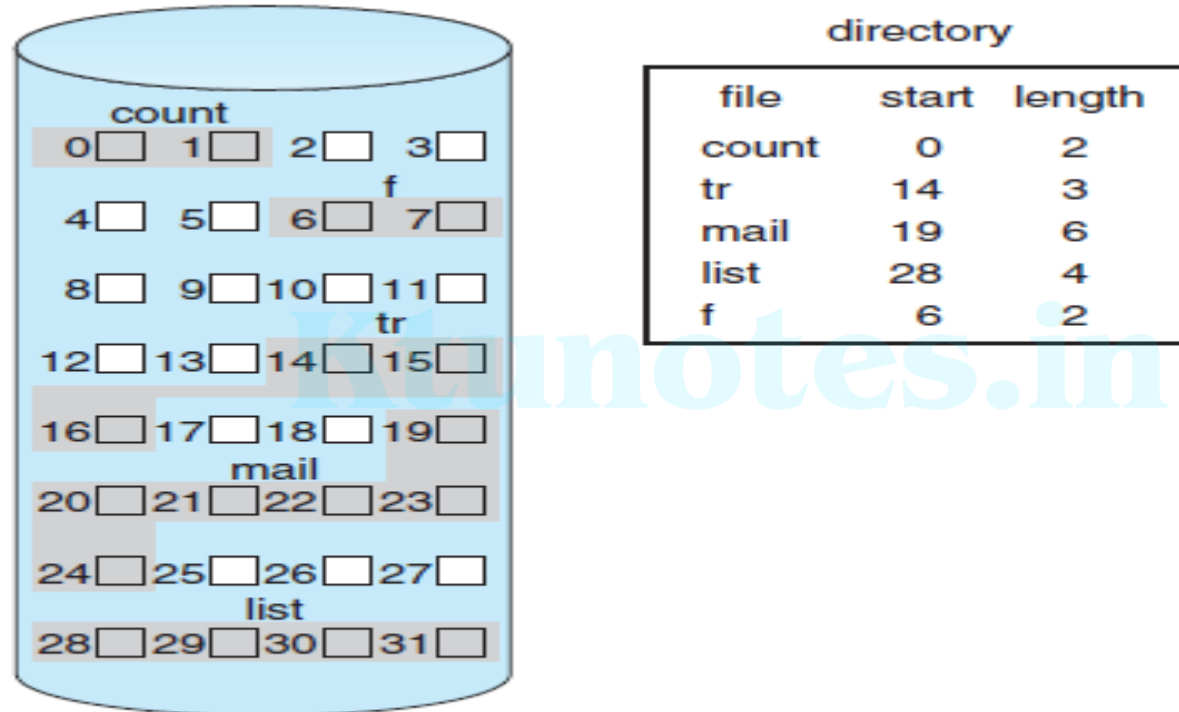 count
0 1 2 3
f
4 5 6 7
8 9 10 11
tr
12 13 14 15
16 17 18 19
mail
20 21 22 23
24 25 26 27
list
28 29 30 31
directory
file start length
count 0 2
tr 14 3
mail 19 6
list 28 4
f 6 2
Ktunotes.in